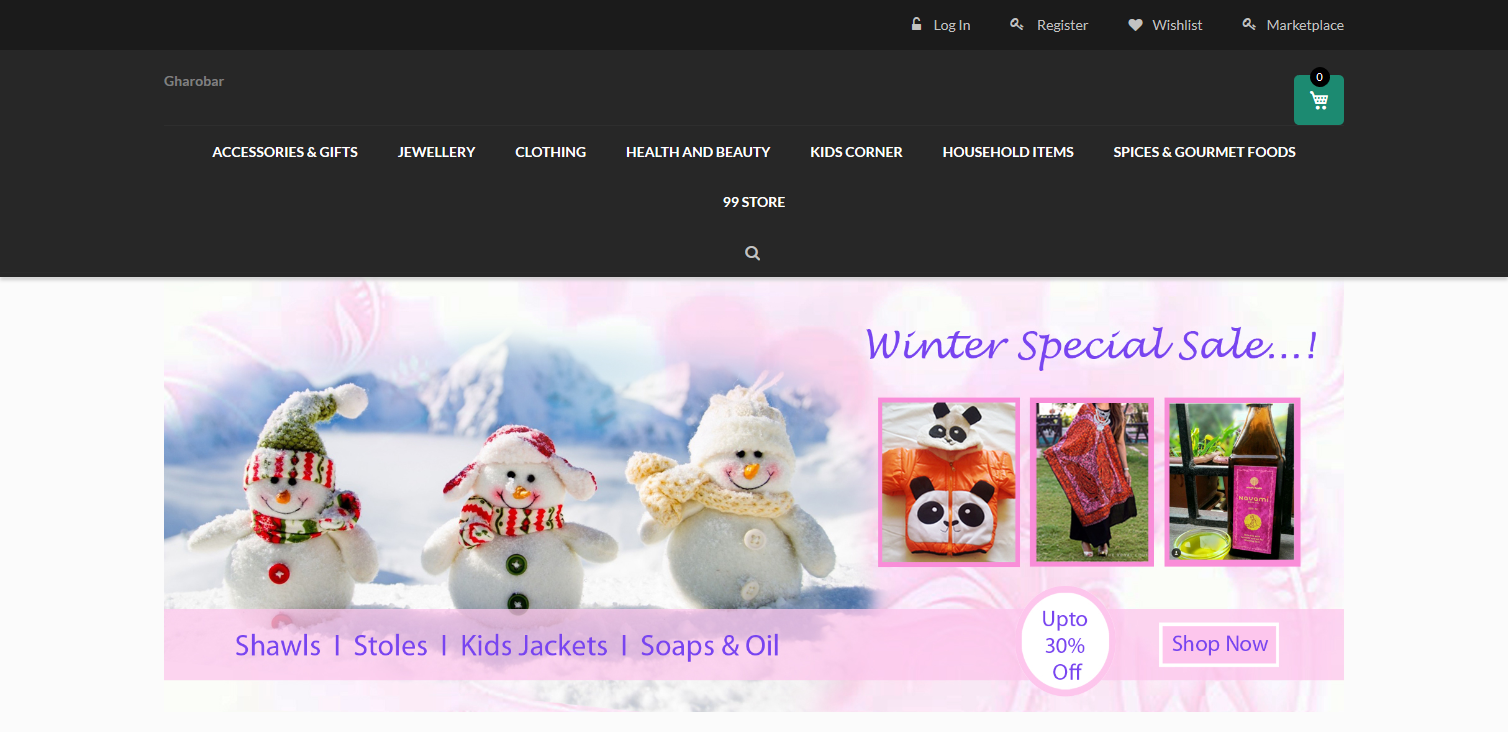 Log In Register Wishlist Marketplace
Gharobar
0
ACCESSORIES & GIFTS JEWELLERY CLOTHING HEALTH AND BEAUTY KIDS CORNER HOUSEHOLD ITEMS SPICES & GOURMET FOODS
99 STORE
Winter Special Sale...!
Navami
Shawls I Stoles I Kids Jackets I Soaps & Oil
Upto
30%
Off
Shop Now